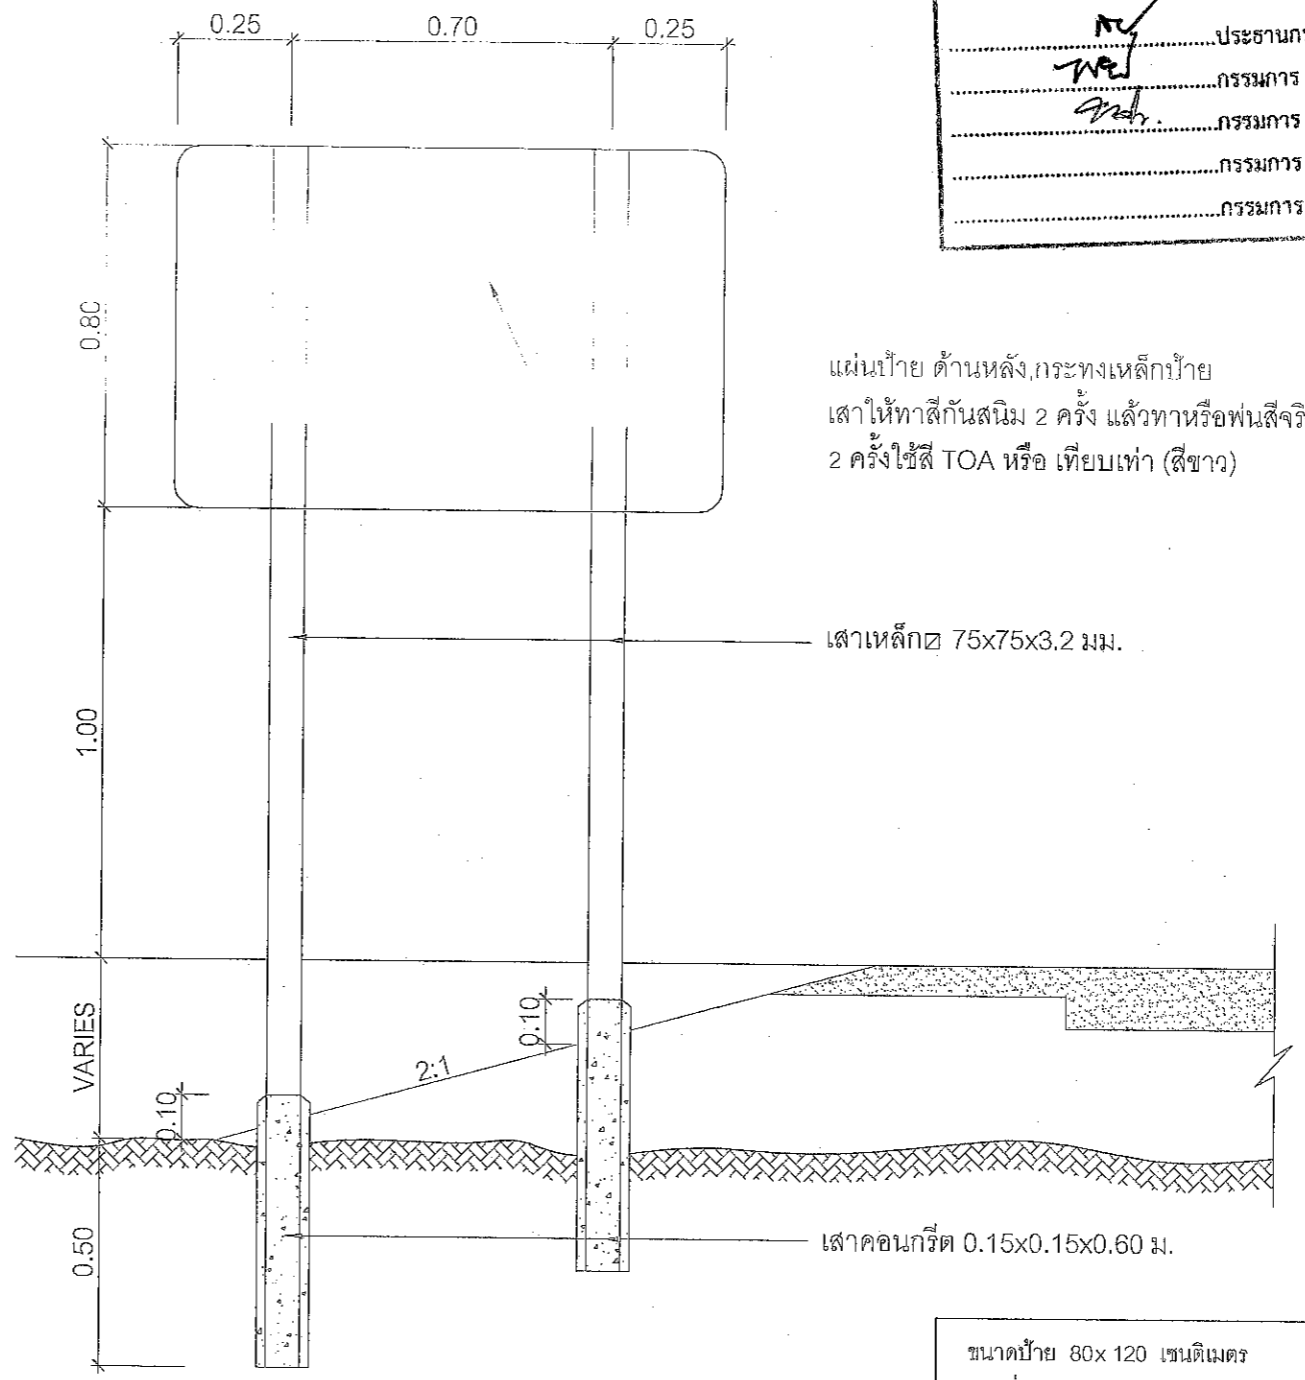 0.25 0.70 0.25
ประธานก
กรรมการ
กรรมการ
กรรมการ
กรรมการ
0.80
แผ่นป้าย ด้านหลัง,กระทงเหล็กป้าย
เสาให้ทาสีกันสนิม 2 ครั้ง แล้วทาหรือพ่นสีจริ
2 ครั้งใช้สี TOA หรือ เทียบเท่า (สีขาว)
เสาเหล็ก 75x75x3.2 มม.
1.00
VARIES
0.10
2:1
0.10
0.50
เสาคอนกรีต 0.15x0.15x0.60 ม.
ขนาดป้าย 80x 120 เซนติเมตร